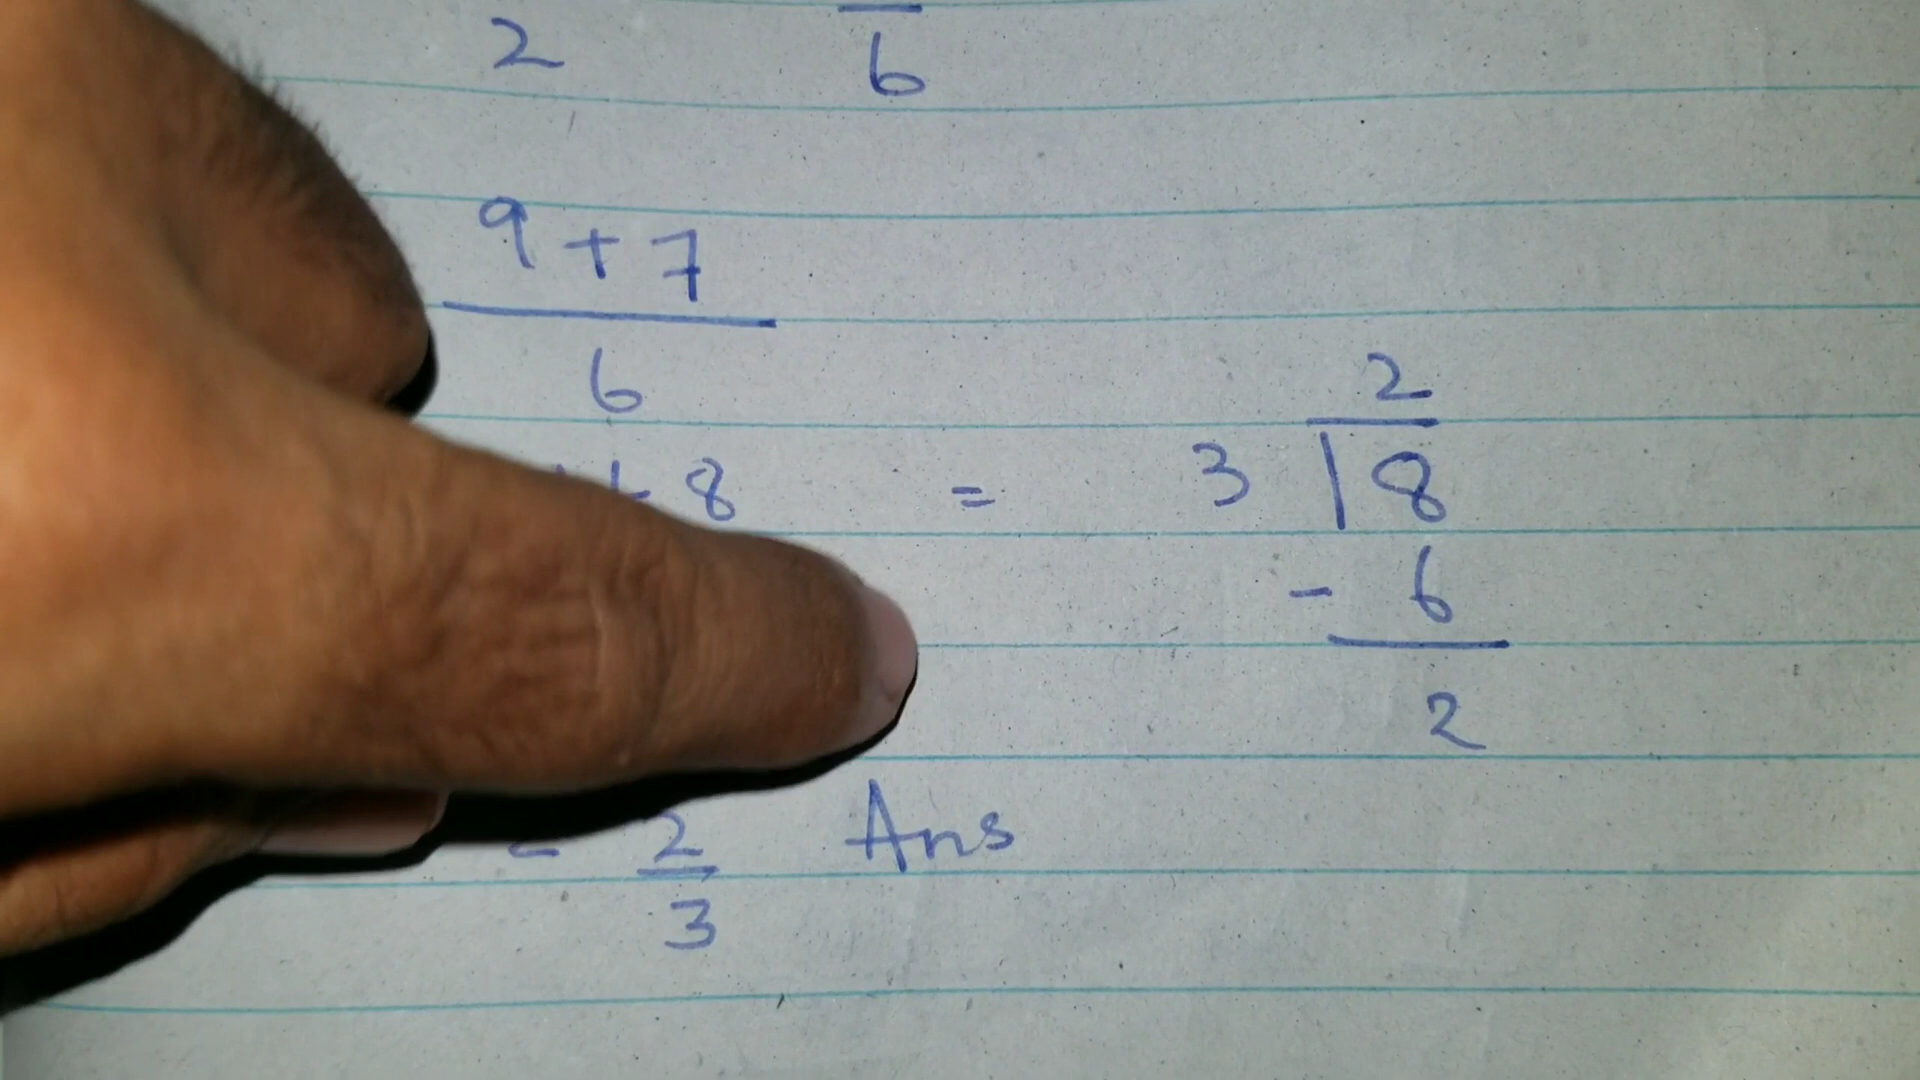 2 6
9 + 7
6
8 = 3 2
8
- 6
2
= 2 Ans
3